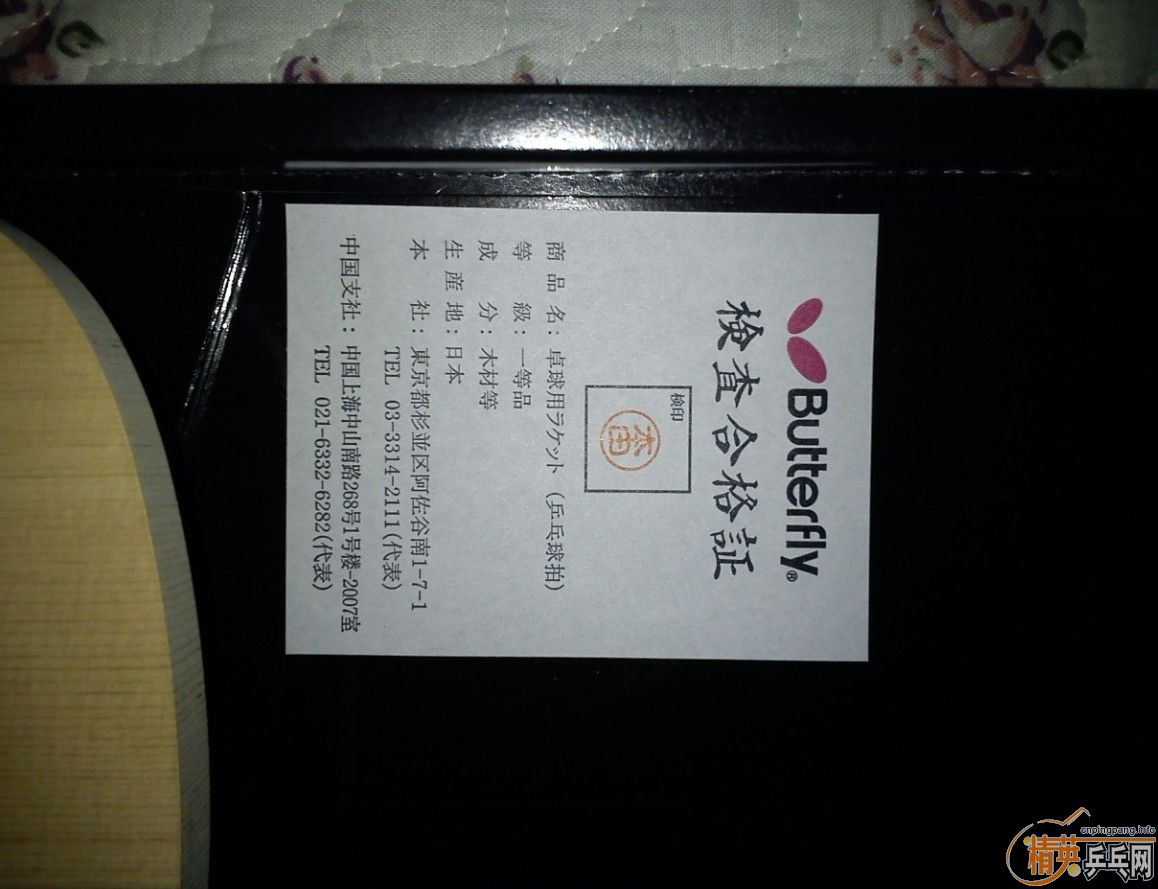 Butterfly®
検査合格証
検印
本田
商品名：卓球用ラケット（乒乓球拍）
等級：一等品
成分：木材等
生産地：日本
本社：東京都杉並区阿佐谷南1-7-1
TEL 03-3314-2111(代表)
中国支社：中国上海中山南路268号1号楼-2007室
TEL 021-6332-6282(代表)
cnpingpang.info
精英乒乓网